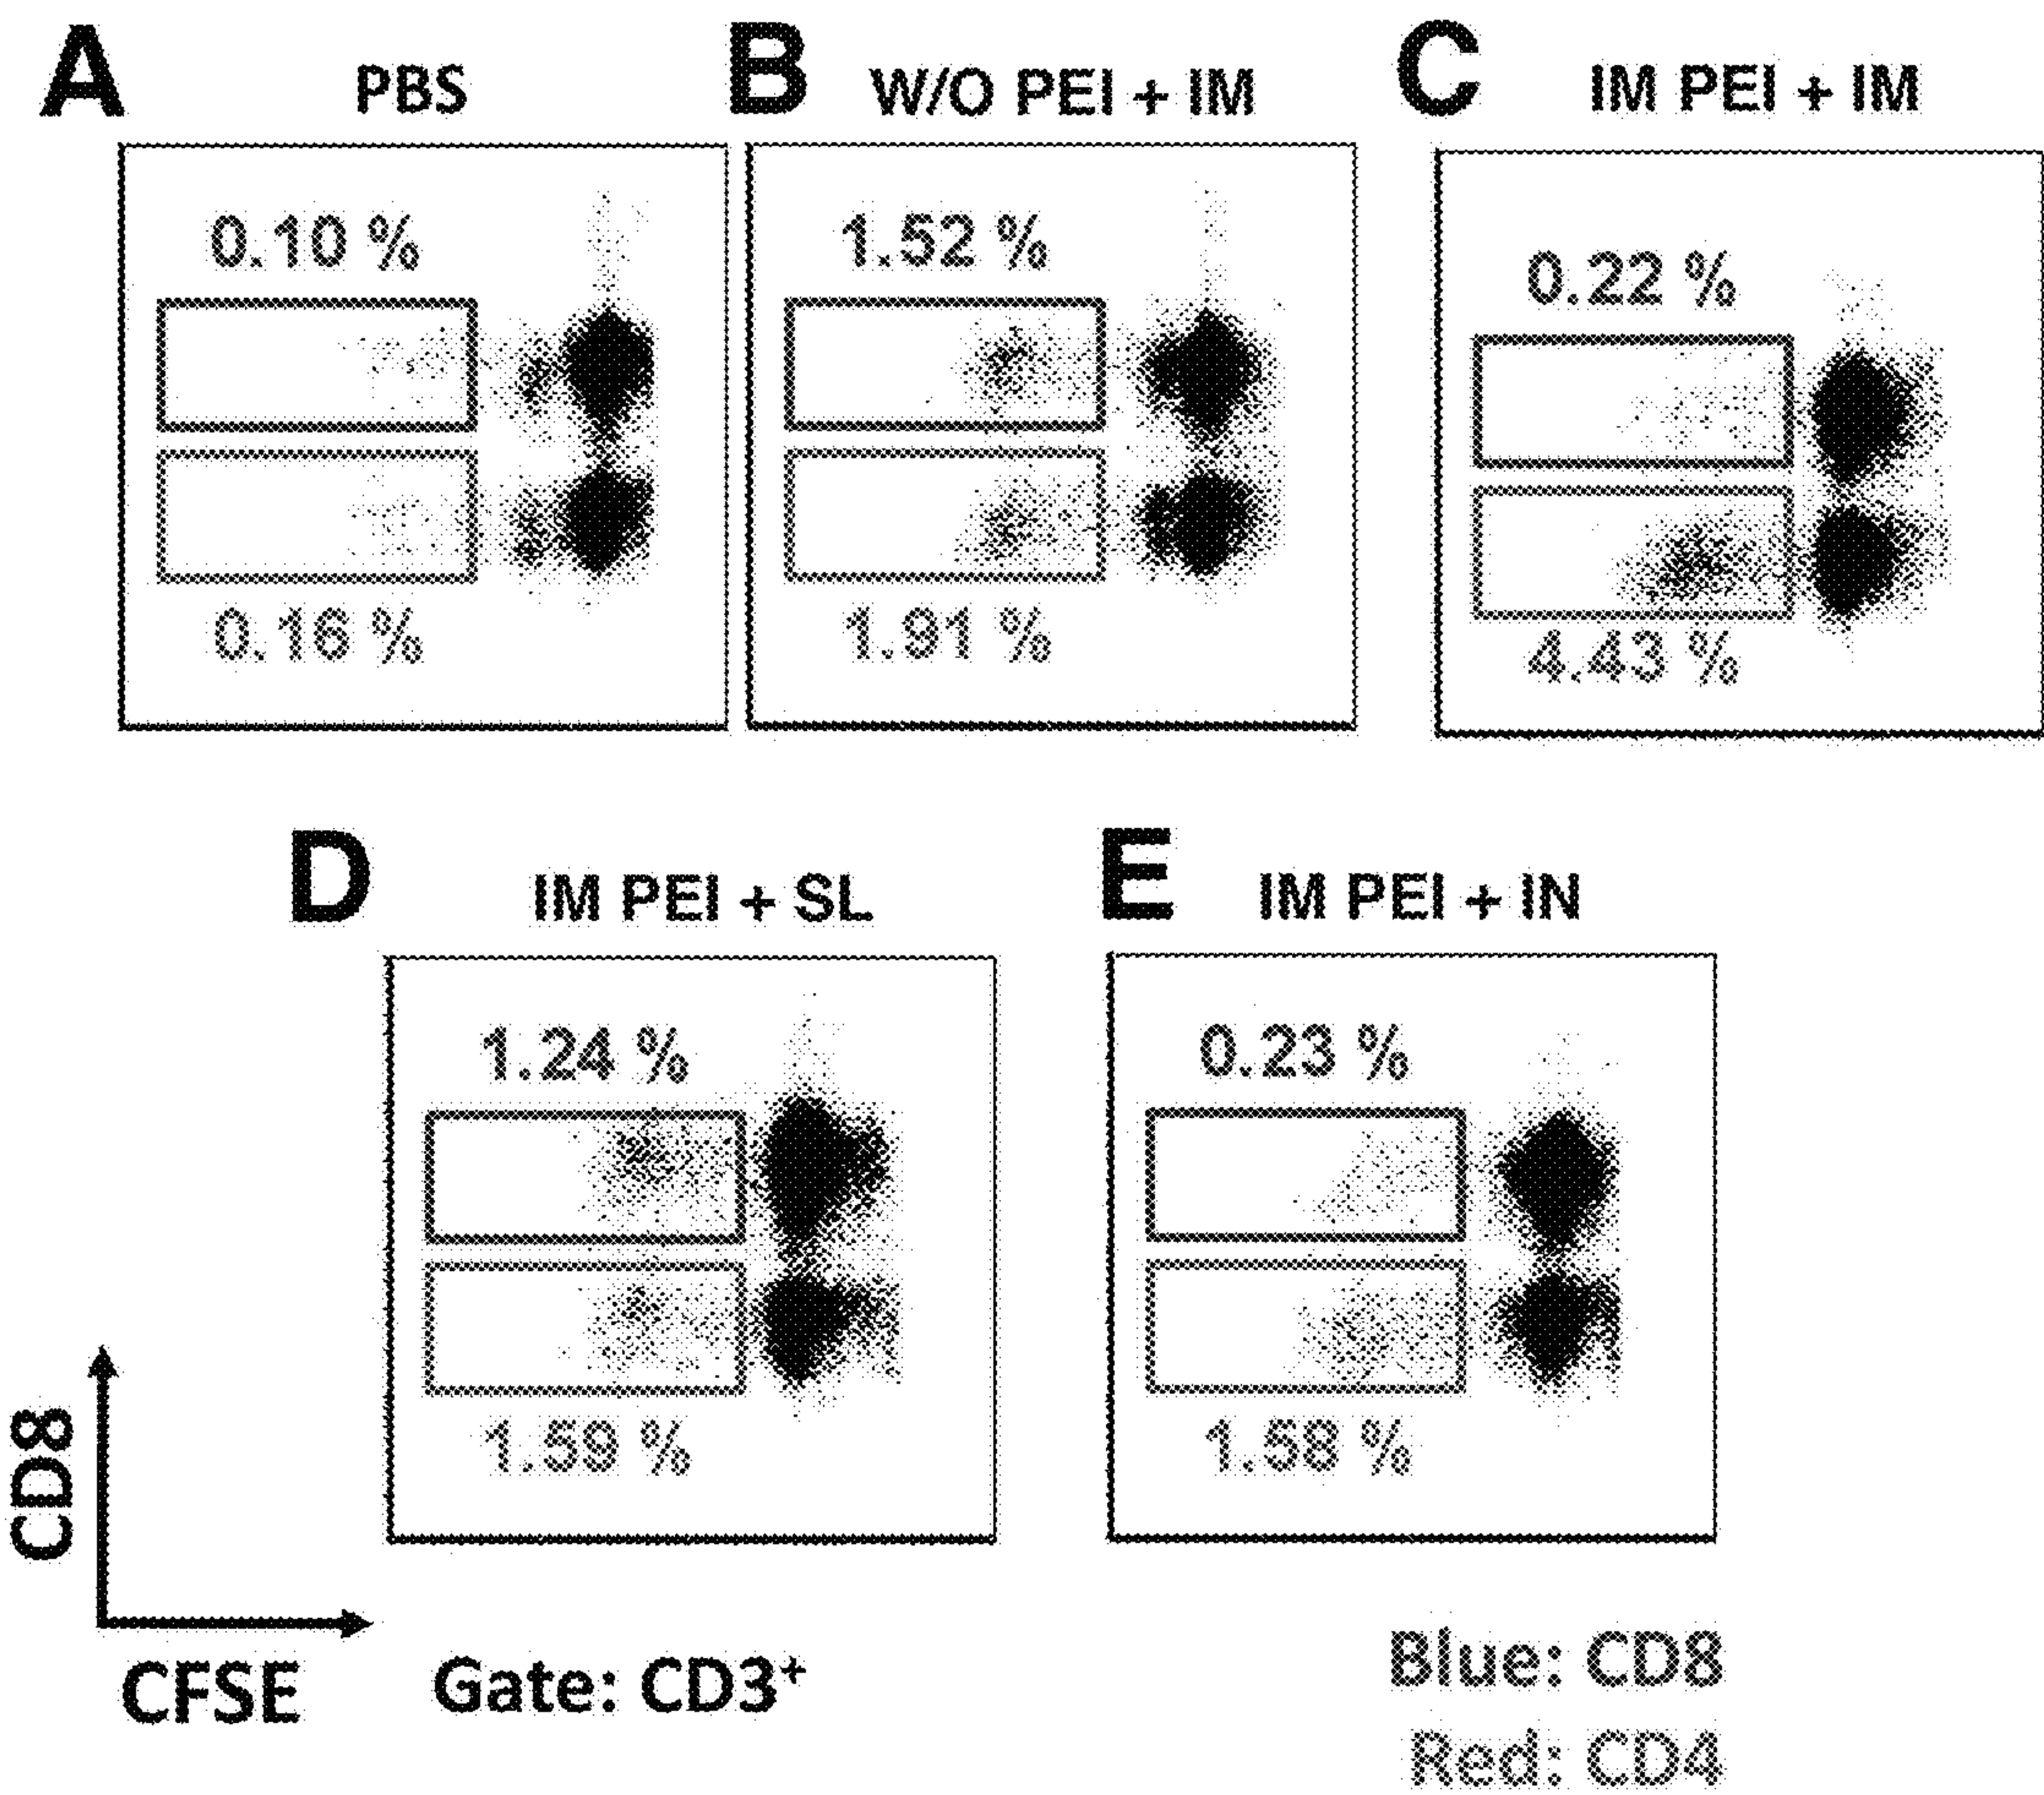 A PBS
0.10 %
0.16 %
B W/O PEI + IM
1.52 %
1.91 %
C IM PEI + IM
0.22 %
4.43 %
D IM PEI + SL
1.24 %
1.59 %
E IM PEI + IN
0.23 %
1.58 %
CD8
CFSE
Gate: CD3⁺
Blue: CD8
Red: CD4